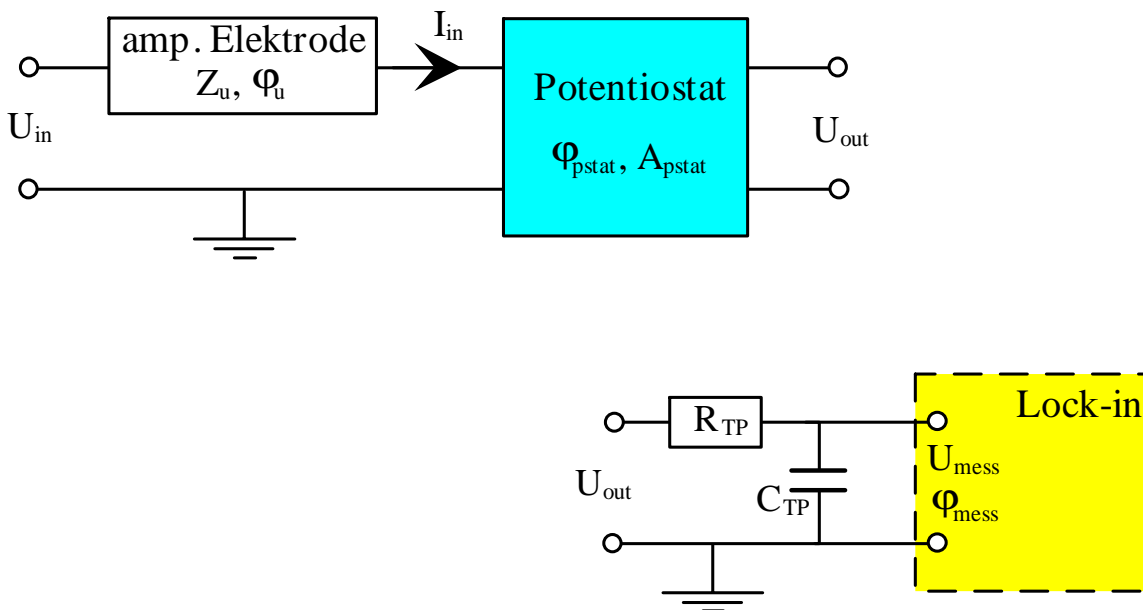 I_in
amp. Elektrode
Z_u, φ_u
U_in
Potentiostat
φ_pstat, A_pstat
U_out
Lock-in
R_TP
U_mess
U_out
C_TP
φ_mess